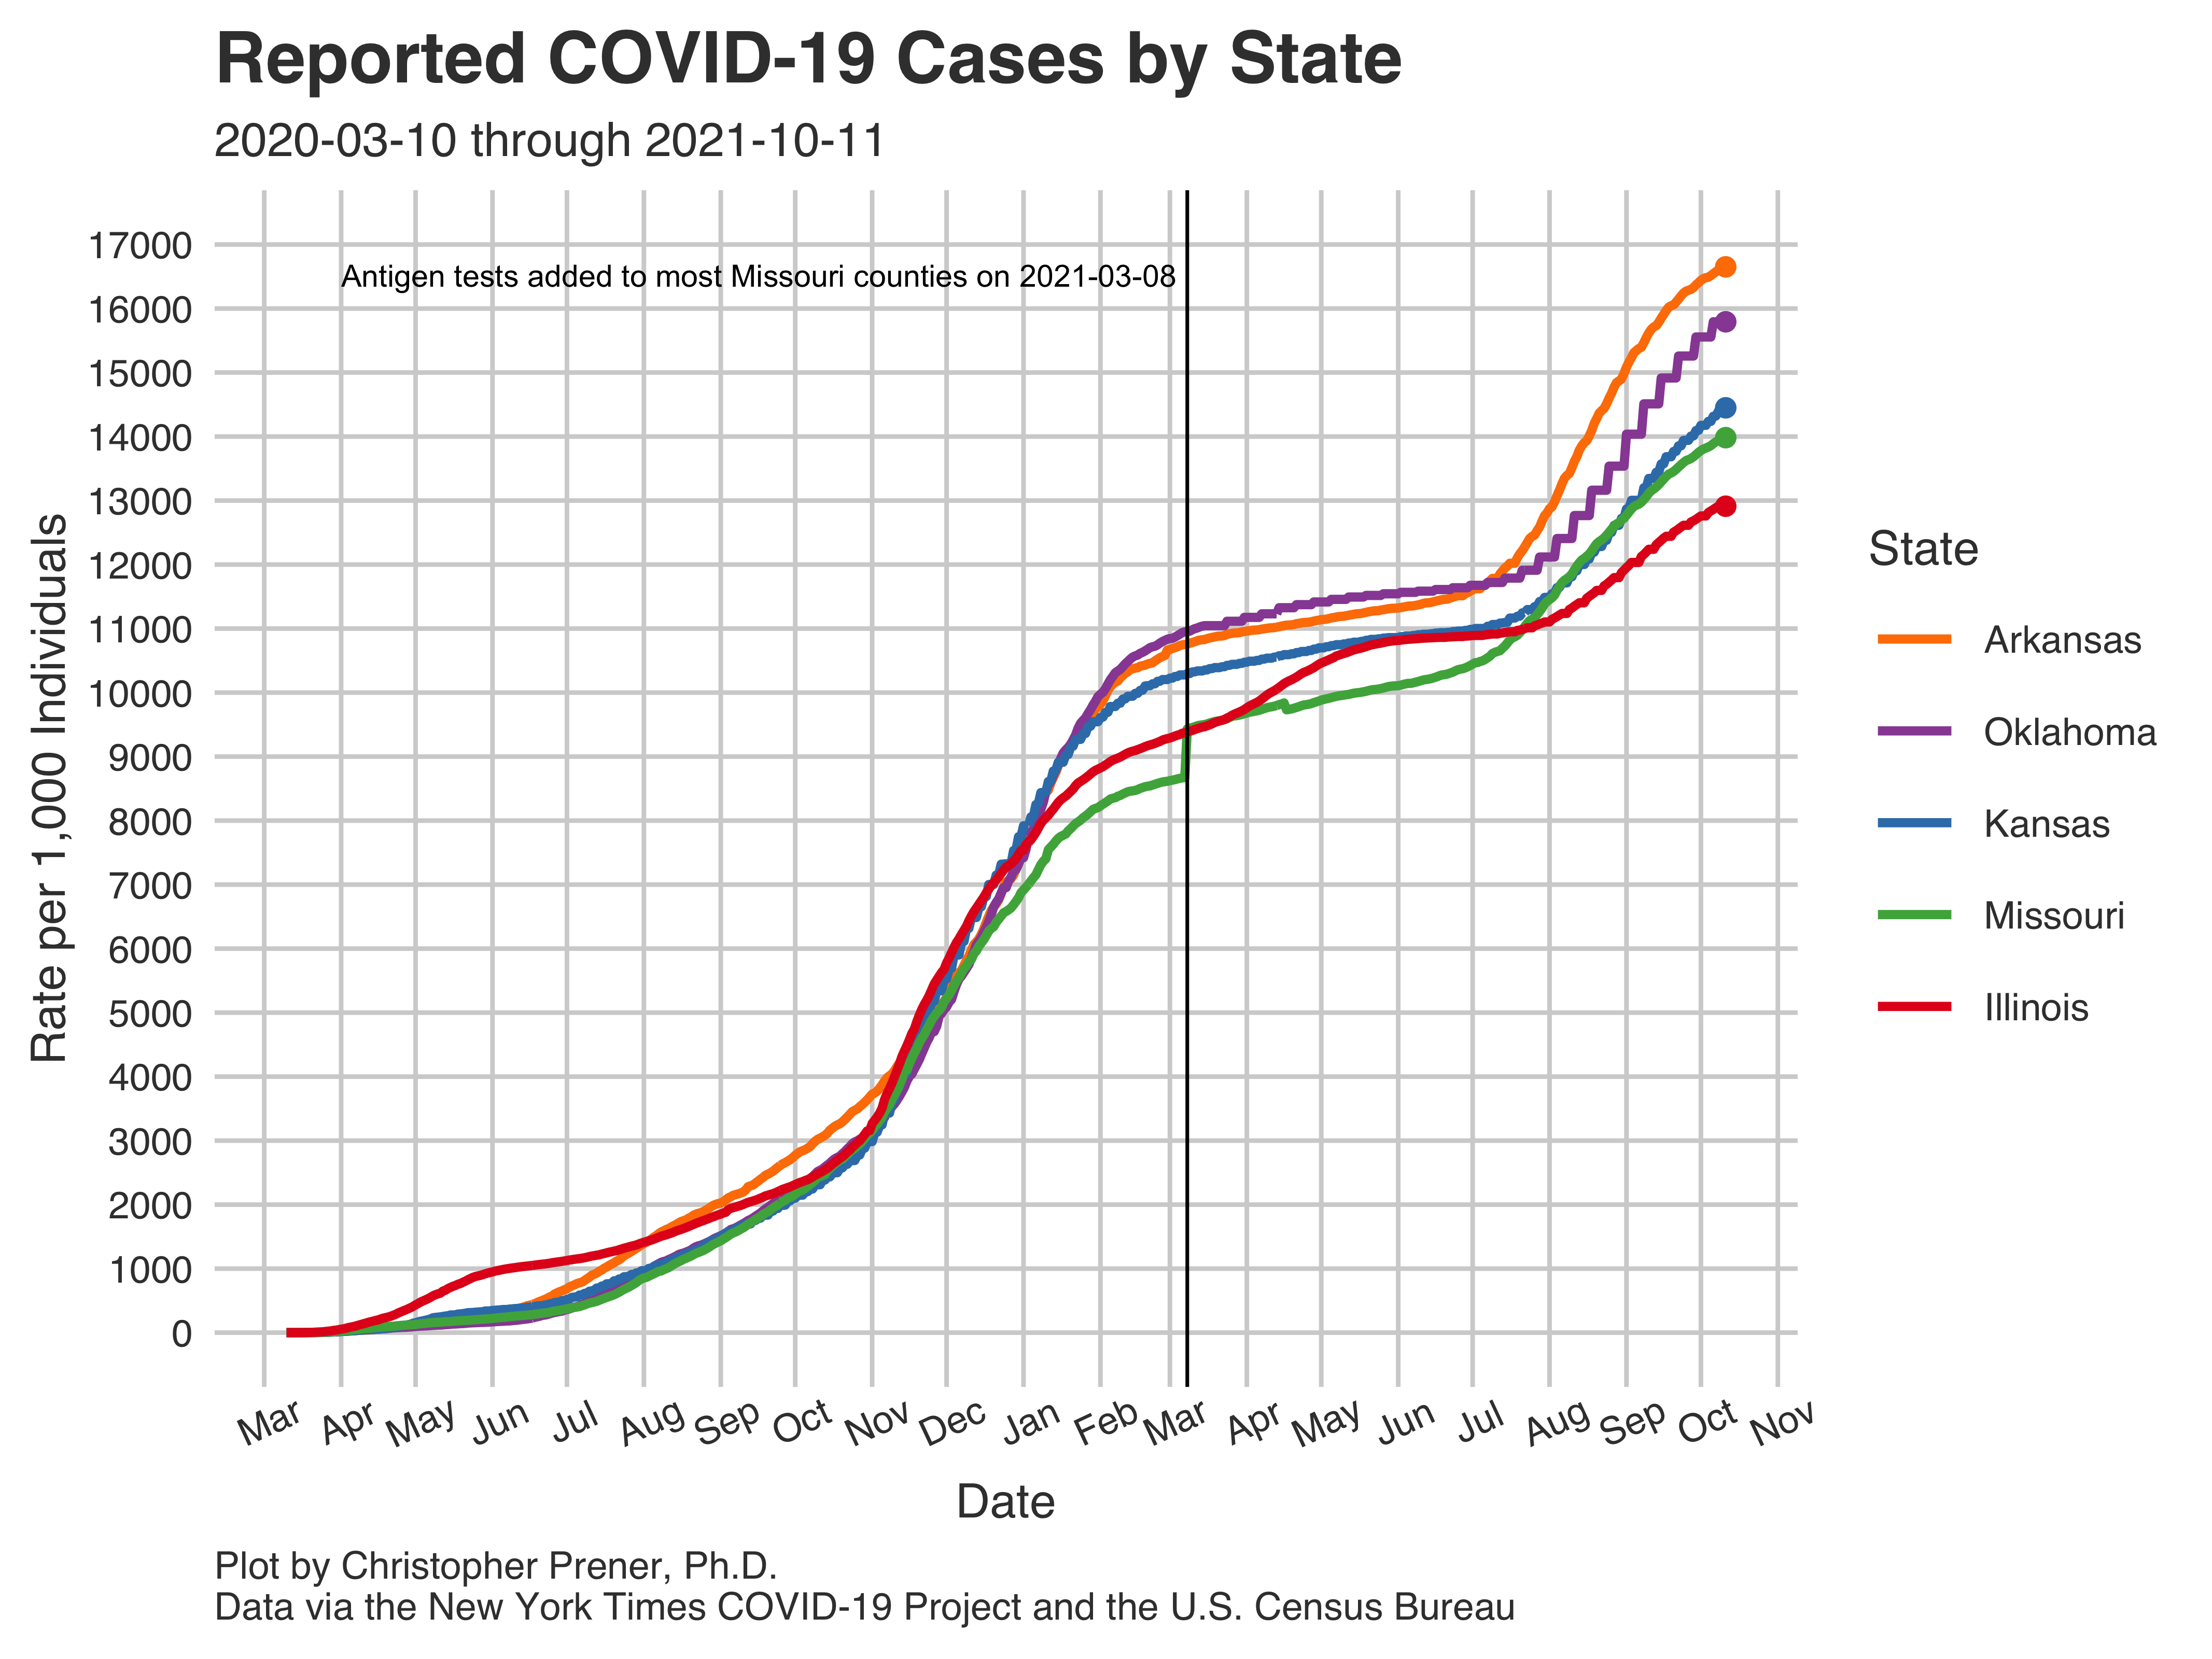 Reported COVID-19 Cases by State
2020-03-10 through 2021-10-11
17000
Antigen tests added to most Missouri counties on 2021-03-08
16000
15000
14000
13000
12000
11000
10000
9000
8000
7000
6000
5000
4000
3000
2000
1000
0
Rate per 1,000 Individuals
State
Arkansas
Oklahoma
Kansas
Missouri
Illinois
Mar Apr May Jun Jul Aug Sep Oct Nov Dec Jan Feb Mar Apr May Jun Jul Aug Sep Oct Nov
Date
Plot by Christopher Prener, Ph.D.
Data via the New York Times COVID-19 Project and the U.S. Census Bureau